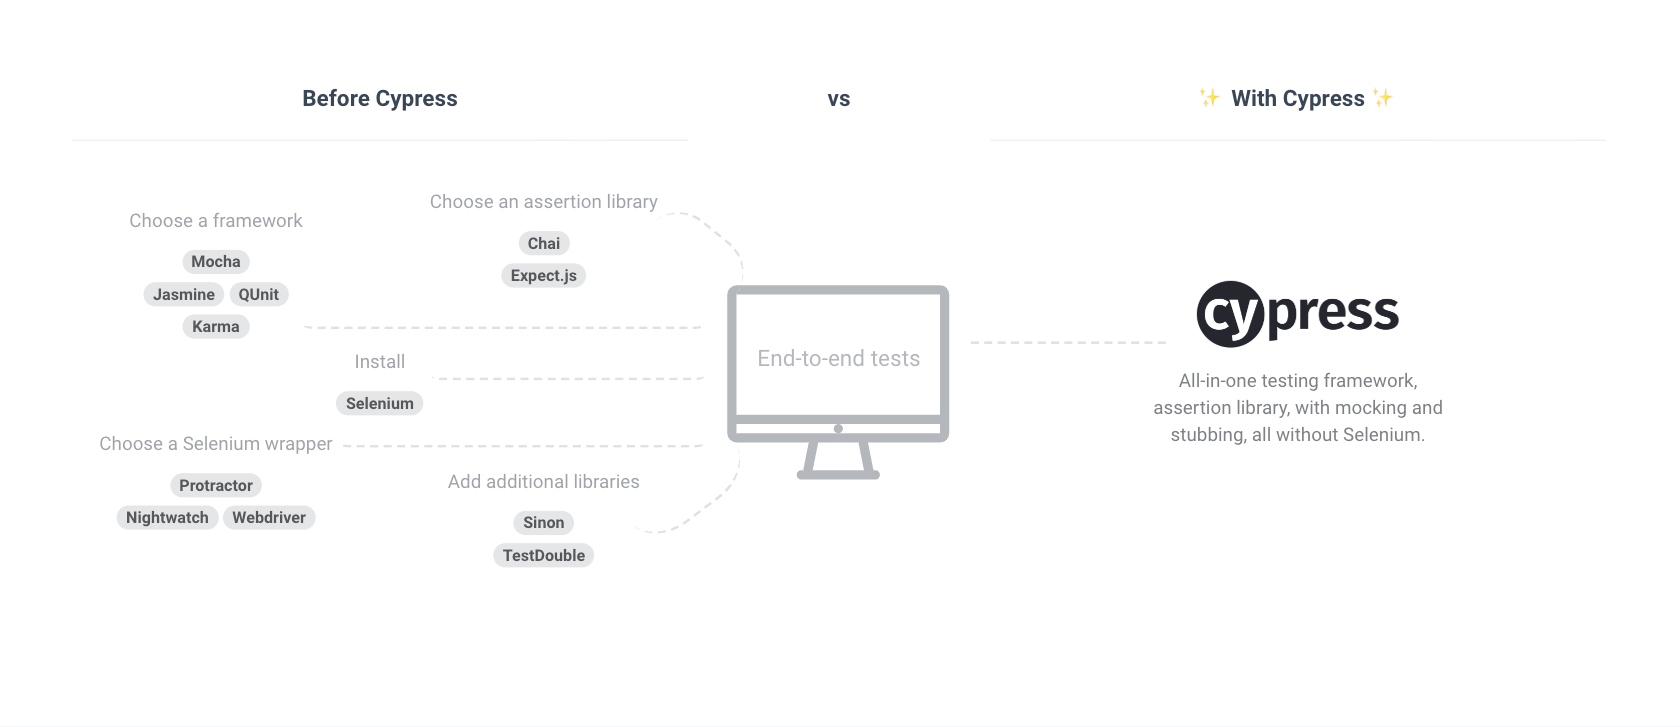 Before Cypress
vs
✨ With Cypress ✨
Choose a framework
Mocha
Jasmine QUnit
Karma
Choose an assertion library
Chai
Expect.js
Install
Selenium
Choose a Selenium wrapper
Protractor
Nightwatch Webdriver
Add additional libraries
Sinon
TestDouble
End-to-end tests
cypress
All-in-one testing framework,
assertion library, with mocking and
stubbing, all without Selenium.